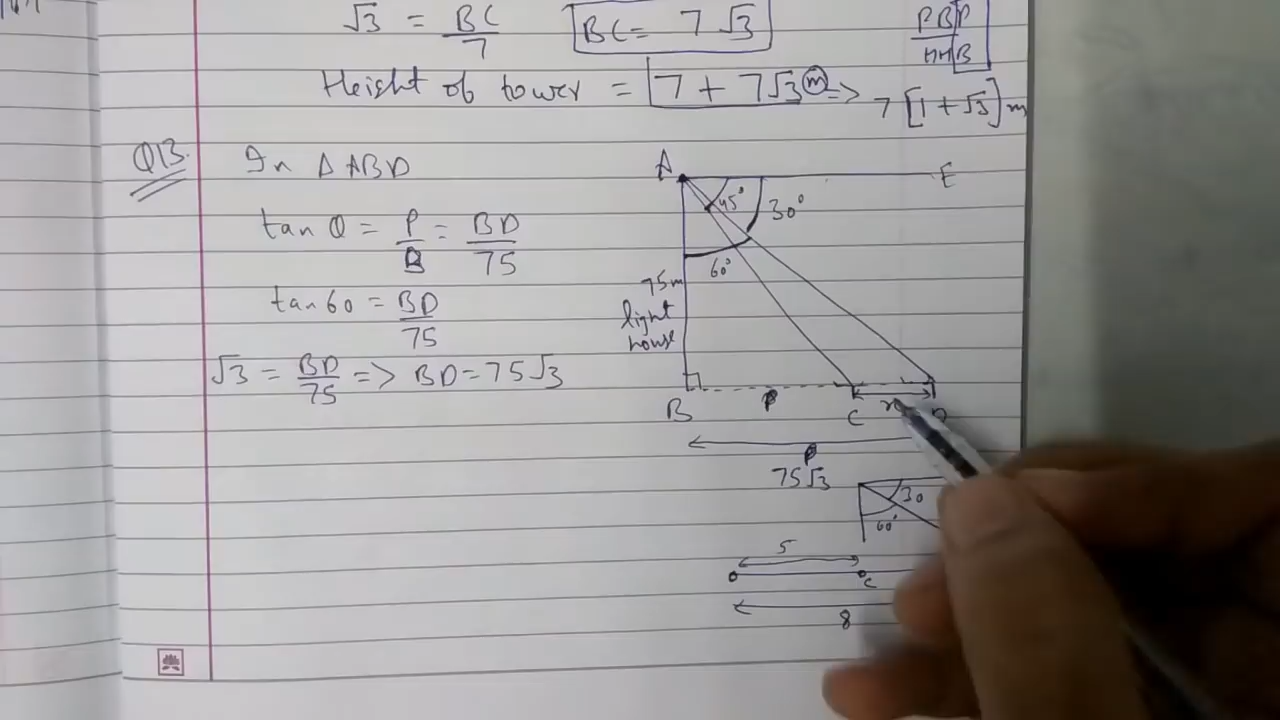 √3 = BC/7
BC = 7√3
PBP
HHB
Height of tower = 7 + 7√3 m => 7[1+√3]m
Q13. In Δ ABD
tan θ = P/B = BD/75
tan 60 = BD/75
√3 = BD/75 => BD = 75√3
A
E
45°
30°
60°
75m
light
house
B
P
C
P
75√3
30
60°
5
C
8